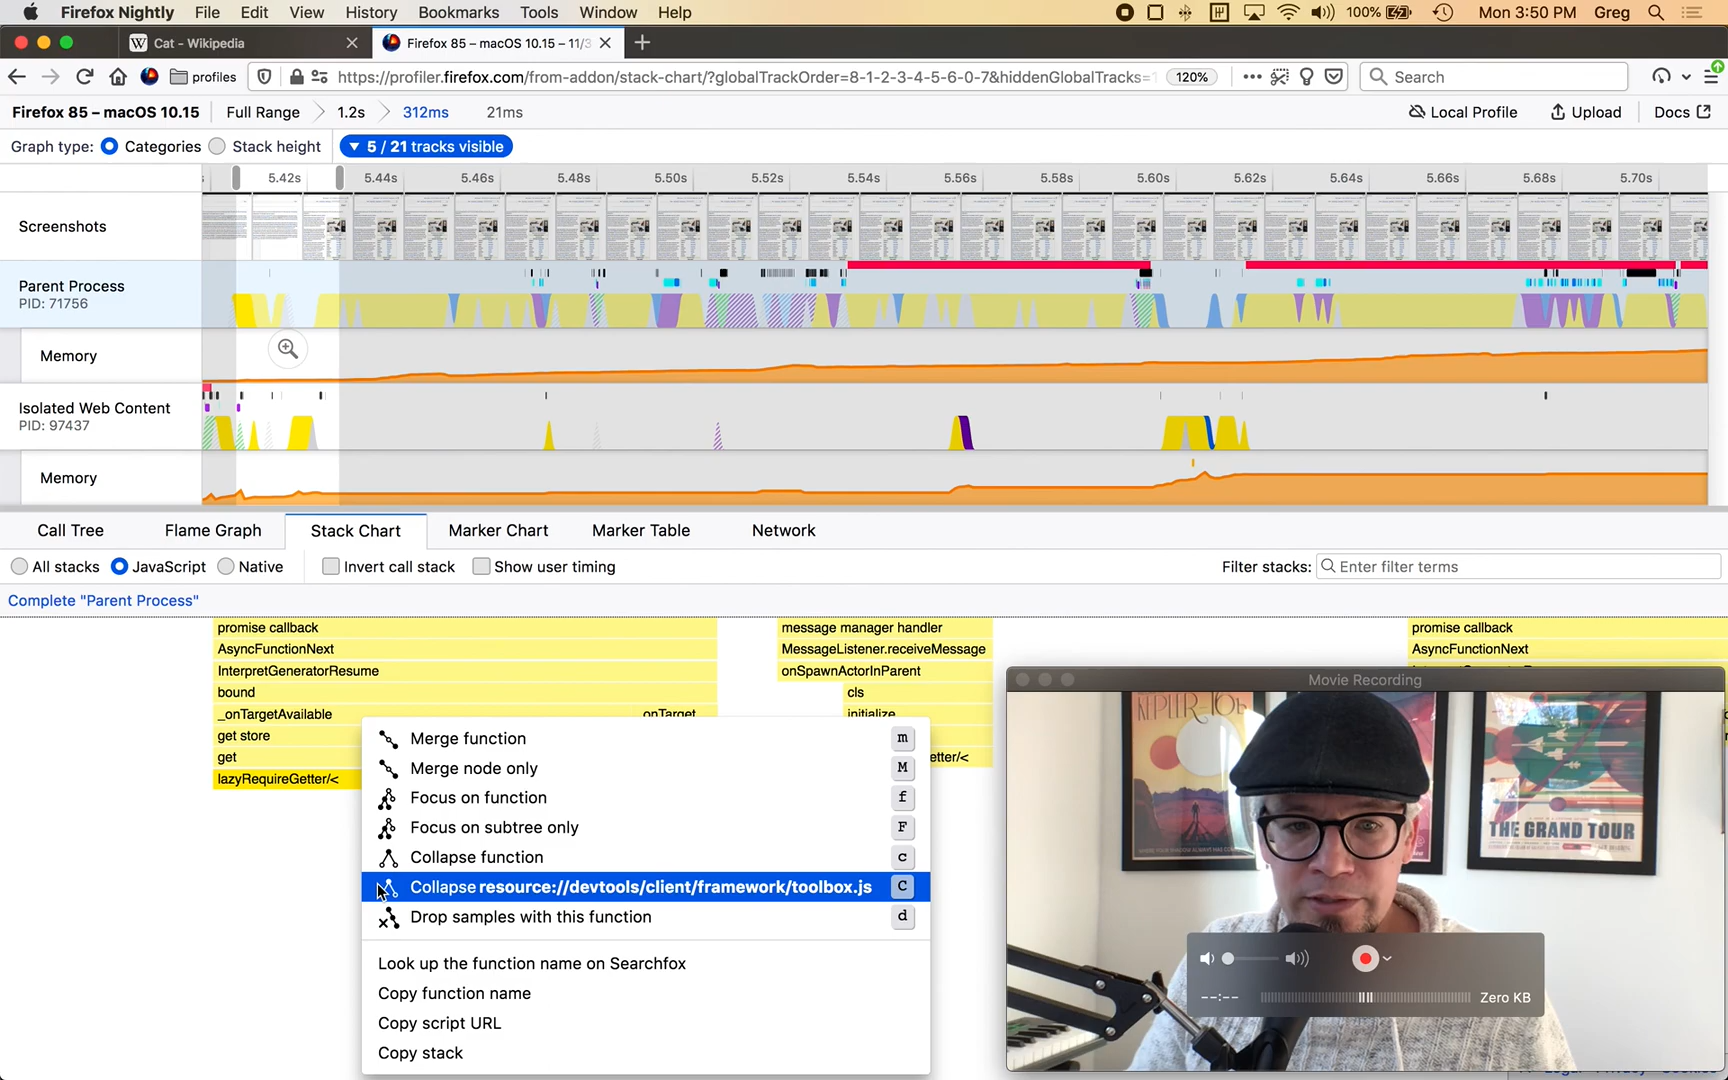 Firefox Nightly File Edit View History Bookmarks Tools Window Help 100% Mon 3:50 PM Greg
Cat - Wikipedia
Firefox 85 – macOS 10.15 – 11/3
profiles https://profiler.firefox.com/from-addon/stack-chart/?globalTrackOrder=8-1-2-3-4-5-6-0-7&hiddenGlobalTracks= 120% Search
Firefox 85 – macOS 10.15 Full Range 1.2s 312ms 21ms Local Profile Upload Docs
Graph type: Categories Stack height 5 / 21 tracks visible
5.42s 5.44s 5.46s 5.48s 5.50s 5.52s 5.54s 5.56s 5.58s 5.60s 5.62s 5.64s 5.66s 5.68s 5.70s
Screenshots
Parent Process
PID: 71756
Memory
Isolated Web Content
PID: 97437
Memory
Call Tree Flame Graph Stack Chart Marker Chart Marker Table Network
All stacks JavaScript Native Invert call stack Show user timing Filter stacks: Enter filter terms
Complete "Parent Process"
promise callback message manager handler promise callback
AsyncFunctionNext MessageListener.receiveMessage AsyncFunctionNext
InterpretGeneratorResume onSpawnActorInParent
bound cls
_onTargetAvailable onTarget initialize
get store
get etter/<
lazyRequireGetter/<
Merge function m
Merge node only M
Focus on function f
Focus on subtree only F
Collapse function c
Collapse resource://devtools/client/framework/toolbox.js C
Drop samples with this function d
Look up the function name on Searchfox
Copy function name
Copy script URL
Copy stack
Movie Recording
KEPLER-16b
THE GRAND TOUR
--:-- Zero KB